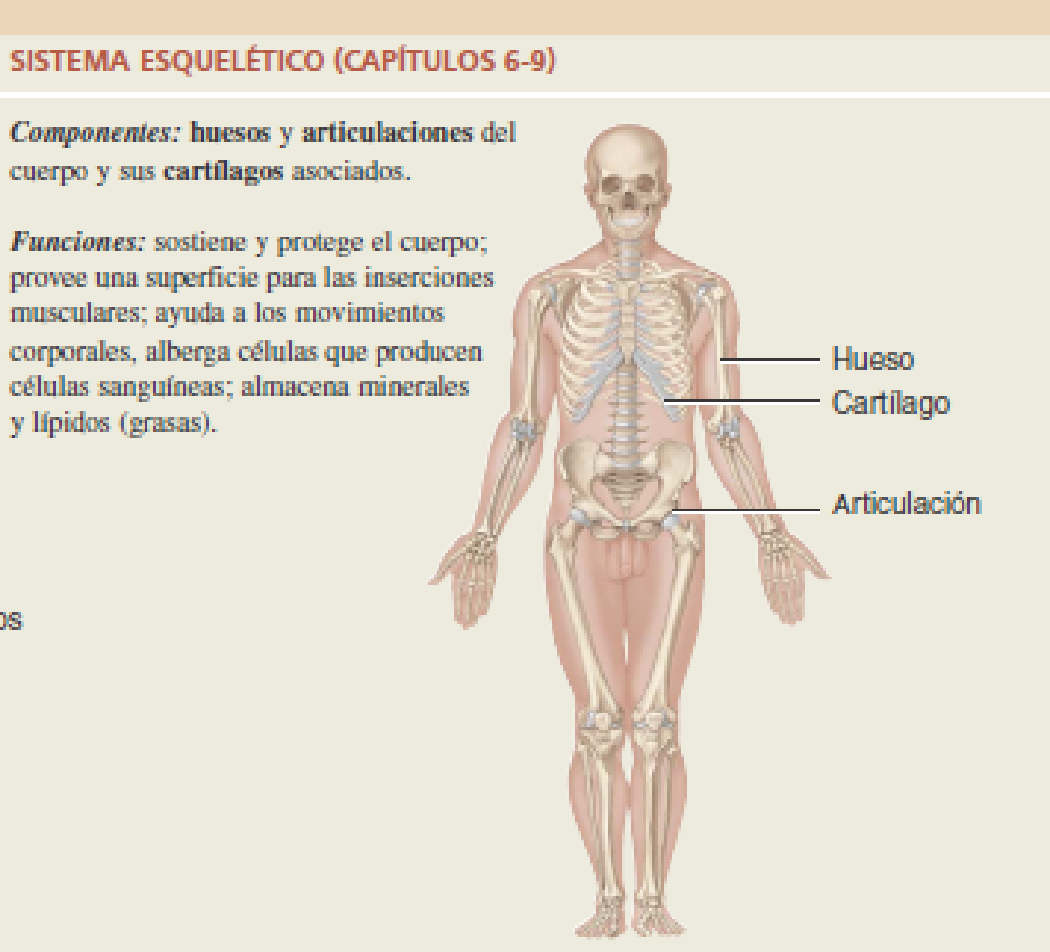 SISTEMA ESQUELÉTICO (CAPÍTULOS 6-9)
Componentes: huesos y articulaciones del
cuerpo y sus cartílagos asociados.
Funciones: sostiene y protege el cuerpo;
provee una superficie para las inserciones
musculares; ayuda a los movimientos
corporales, alberga células que producen
células sanguíneas; almacena minerales
y lípidos (grasas).
Hueso
Cartílago
Articulación
os